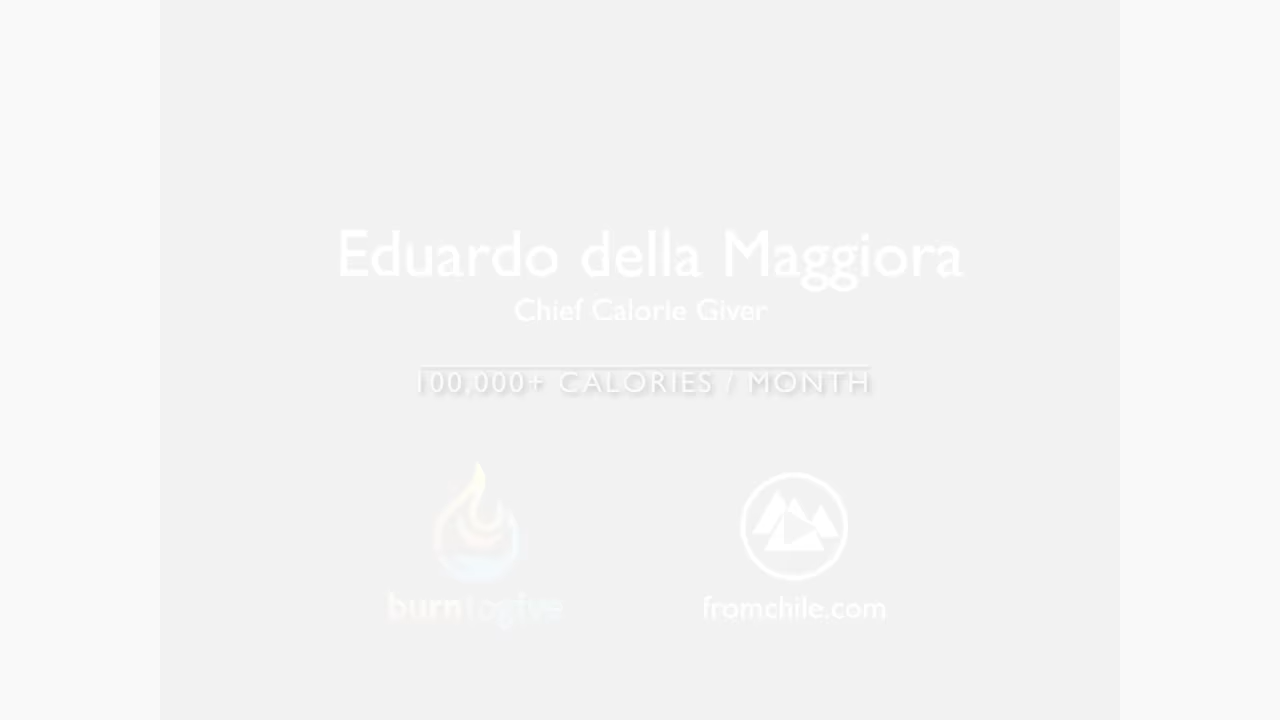 Eduardo della Maggiora
Chief Calorie Giver
100,000+ CALORIES / MONTH
burntogive
fromchile.com